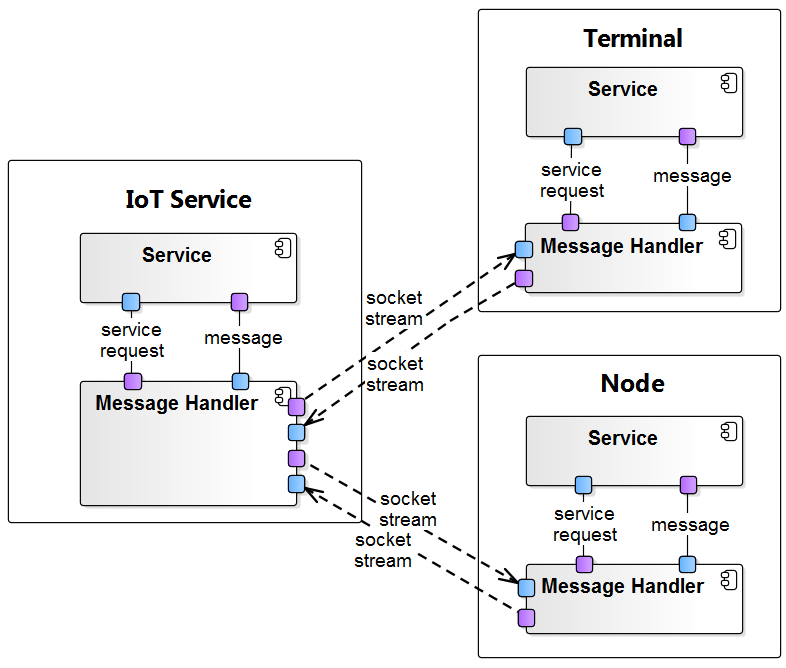 Terminal
Service
service
request
message
Message Handler
IoT Service
Service
service
request
message
Message Handler
socket
stream
socket
stream
Node
Service
service
request
message
Message Handler
socket
stream
socket
stream